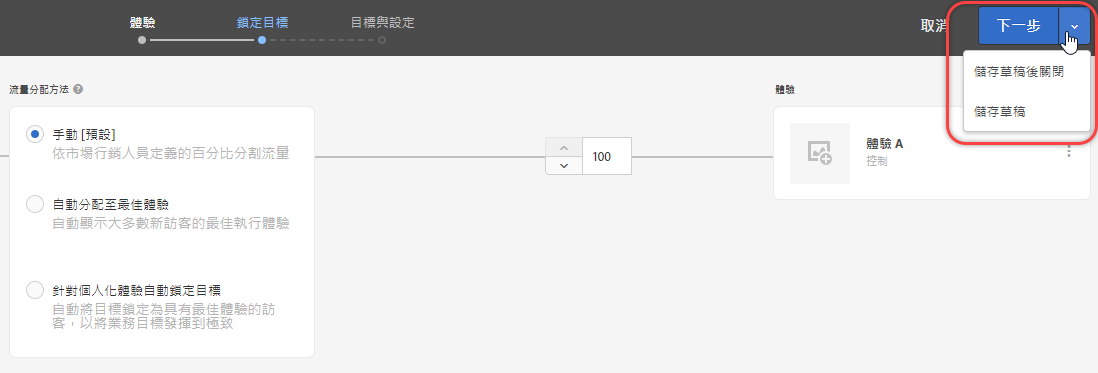 體驗
鎖定目標
目標與設定
取消
下一步
儲存草稿後關閉
儲存草稿
流量分配方法
手動 [預設]
依市場行銷人員定義的百分比分割流量
自動分配至最佳體驗
自動顯示大多數新訪客的最佳執行體驗
針對個人化體驗自動鎖定目標
自動將目標鎖定為具有最佳體驗的訪
客，以將業務目標發揮到極致
100
體驗
體驗 A
控制